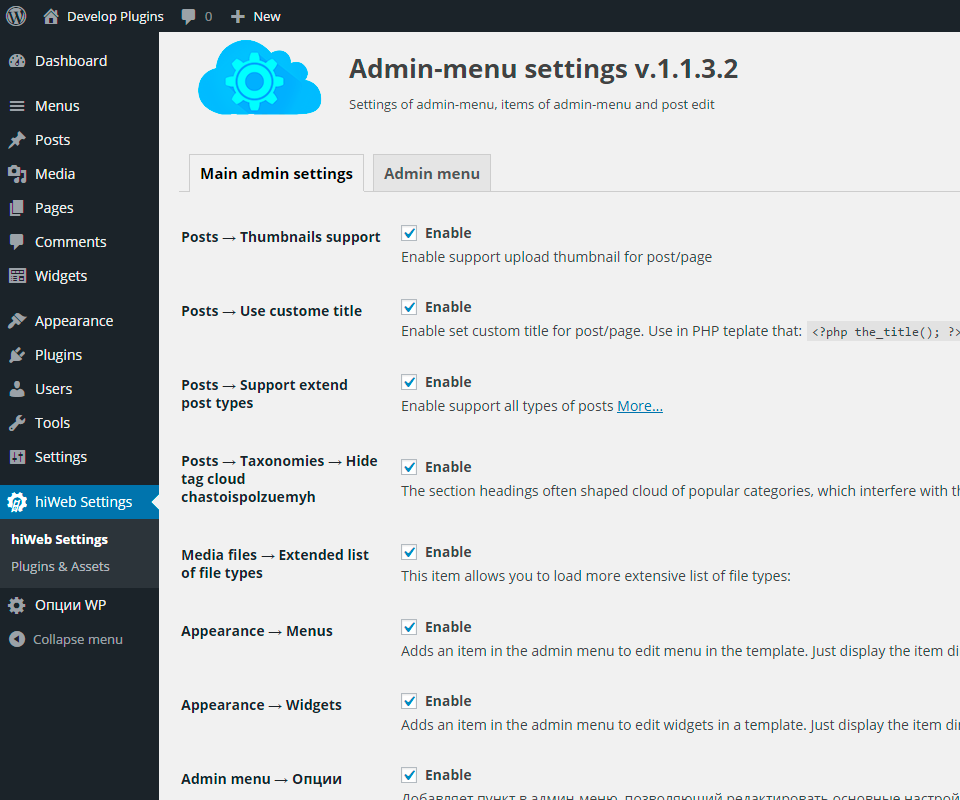 Develop Plugins 0 New
Dashboard
Menus
Posts
Media
Pages
Comments
Widgets
Appearance
Plugins
Users
Tools
Settings
hiWeb Settings
hiWeb Settings
Plugins & Assets
Опции WP
Collapse menu
Admin-menu settings v.1.1.3.2
Settings of admin-menu, items of admin-menu and post edit
Main admin settings Admin menu
Posts → Thumbnails support
Enable
Enable support upload thumbnail for post/page
Posts → Use custome title
Enable
Enable set custom title for post/page. Use in PHP teplate that: <?php the_title(); ?>
Posts → Support extend
post types
Enable
Enable support all types of posts More...
Posts → Taxonomies → Hide
tag cloud
chastoispolzuemyh
Enable
The section headings often shaped cloud of popular categories, which interfere with th
Media files → Extended list
of file types
Enable
This item allows you to load more extensive list of file types:
Appearance → Menus
Enable
Adds an item in the admin menu to edit menu in the template. Just display the item di
Appearance → Widgets
Enable
Adds an item in the admin menu to edit widgets in a template. Just display the item di
Admin menu → Опции
Enable
Добавляет пункт в админ-меню, позволяющий редактировать основные настрой